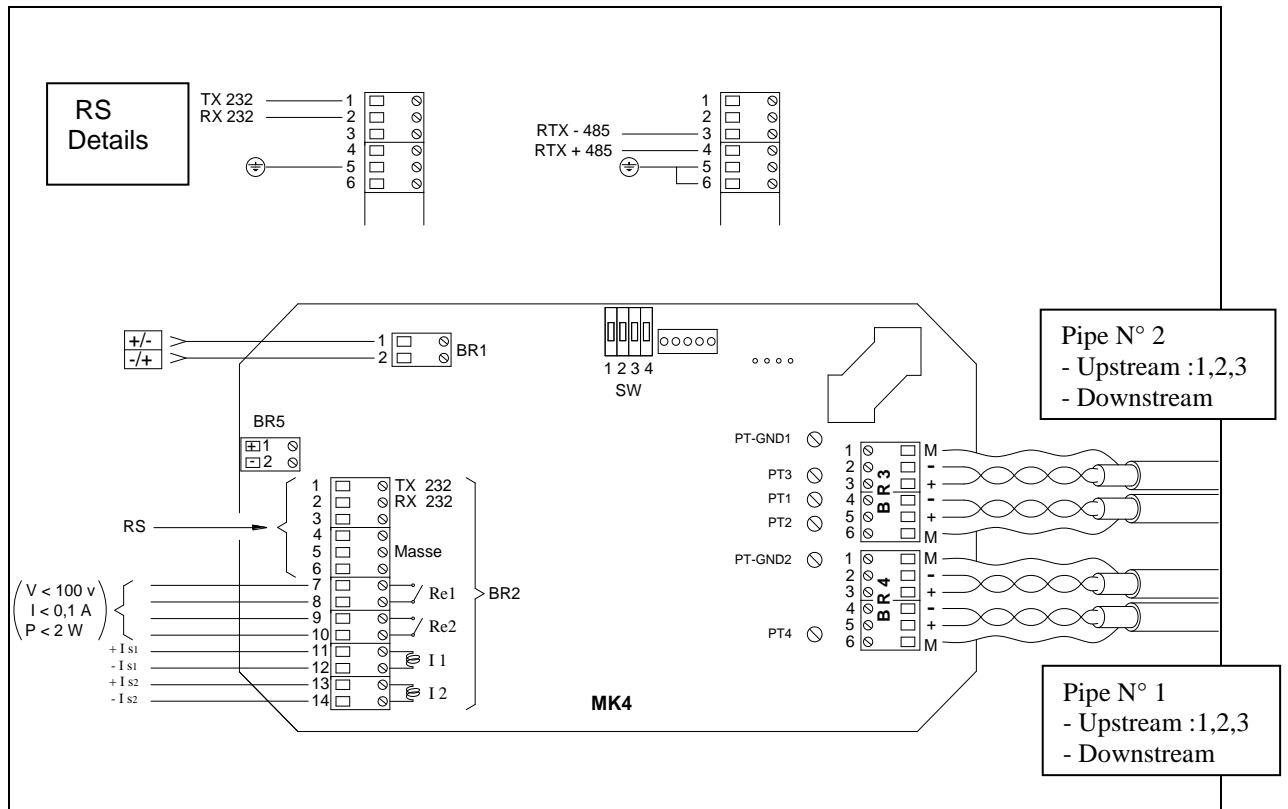 RS
Details
TX 232
RX 232
1
2
3
4
5
6
RTX - 485
RTX + 485
1
2
3
4
5
6
+/-
-/+
1
2
BR1
1 2 3 4
SW
BR5
+ 1
- 2
RS
1 TX 232
2 RX 232
3
4
5 Masse
6
7
8 Re1
9
10 Re2
11
12 I 1
13
14 I 2
BR2
V < 100 v
I < 0,1 A
P < 2 W
+ I s1
- I s1
+ I s2
- I s2
MK4
PT-GND1
PT3
PT1
PT2
PT-GND2
PT4
BR3
1 M
2 -
3 +
4 -
5 +
6 M
BR4
1 M
2 -
3 +
4 -
5 +
6 M
Pipe N° 2
- Upstream :1,2,3
- Downstream
Pipe N° 1
- Upstream :1,2,3
- Downstream